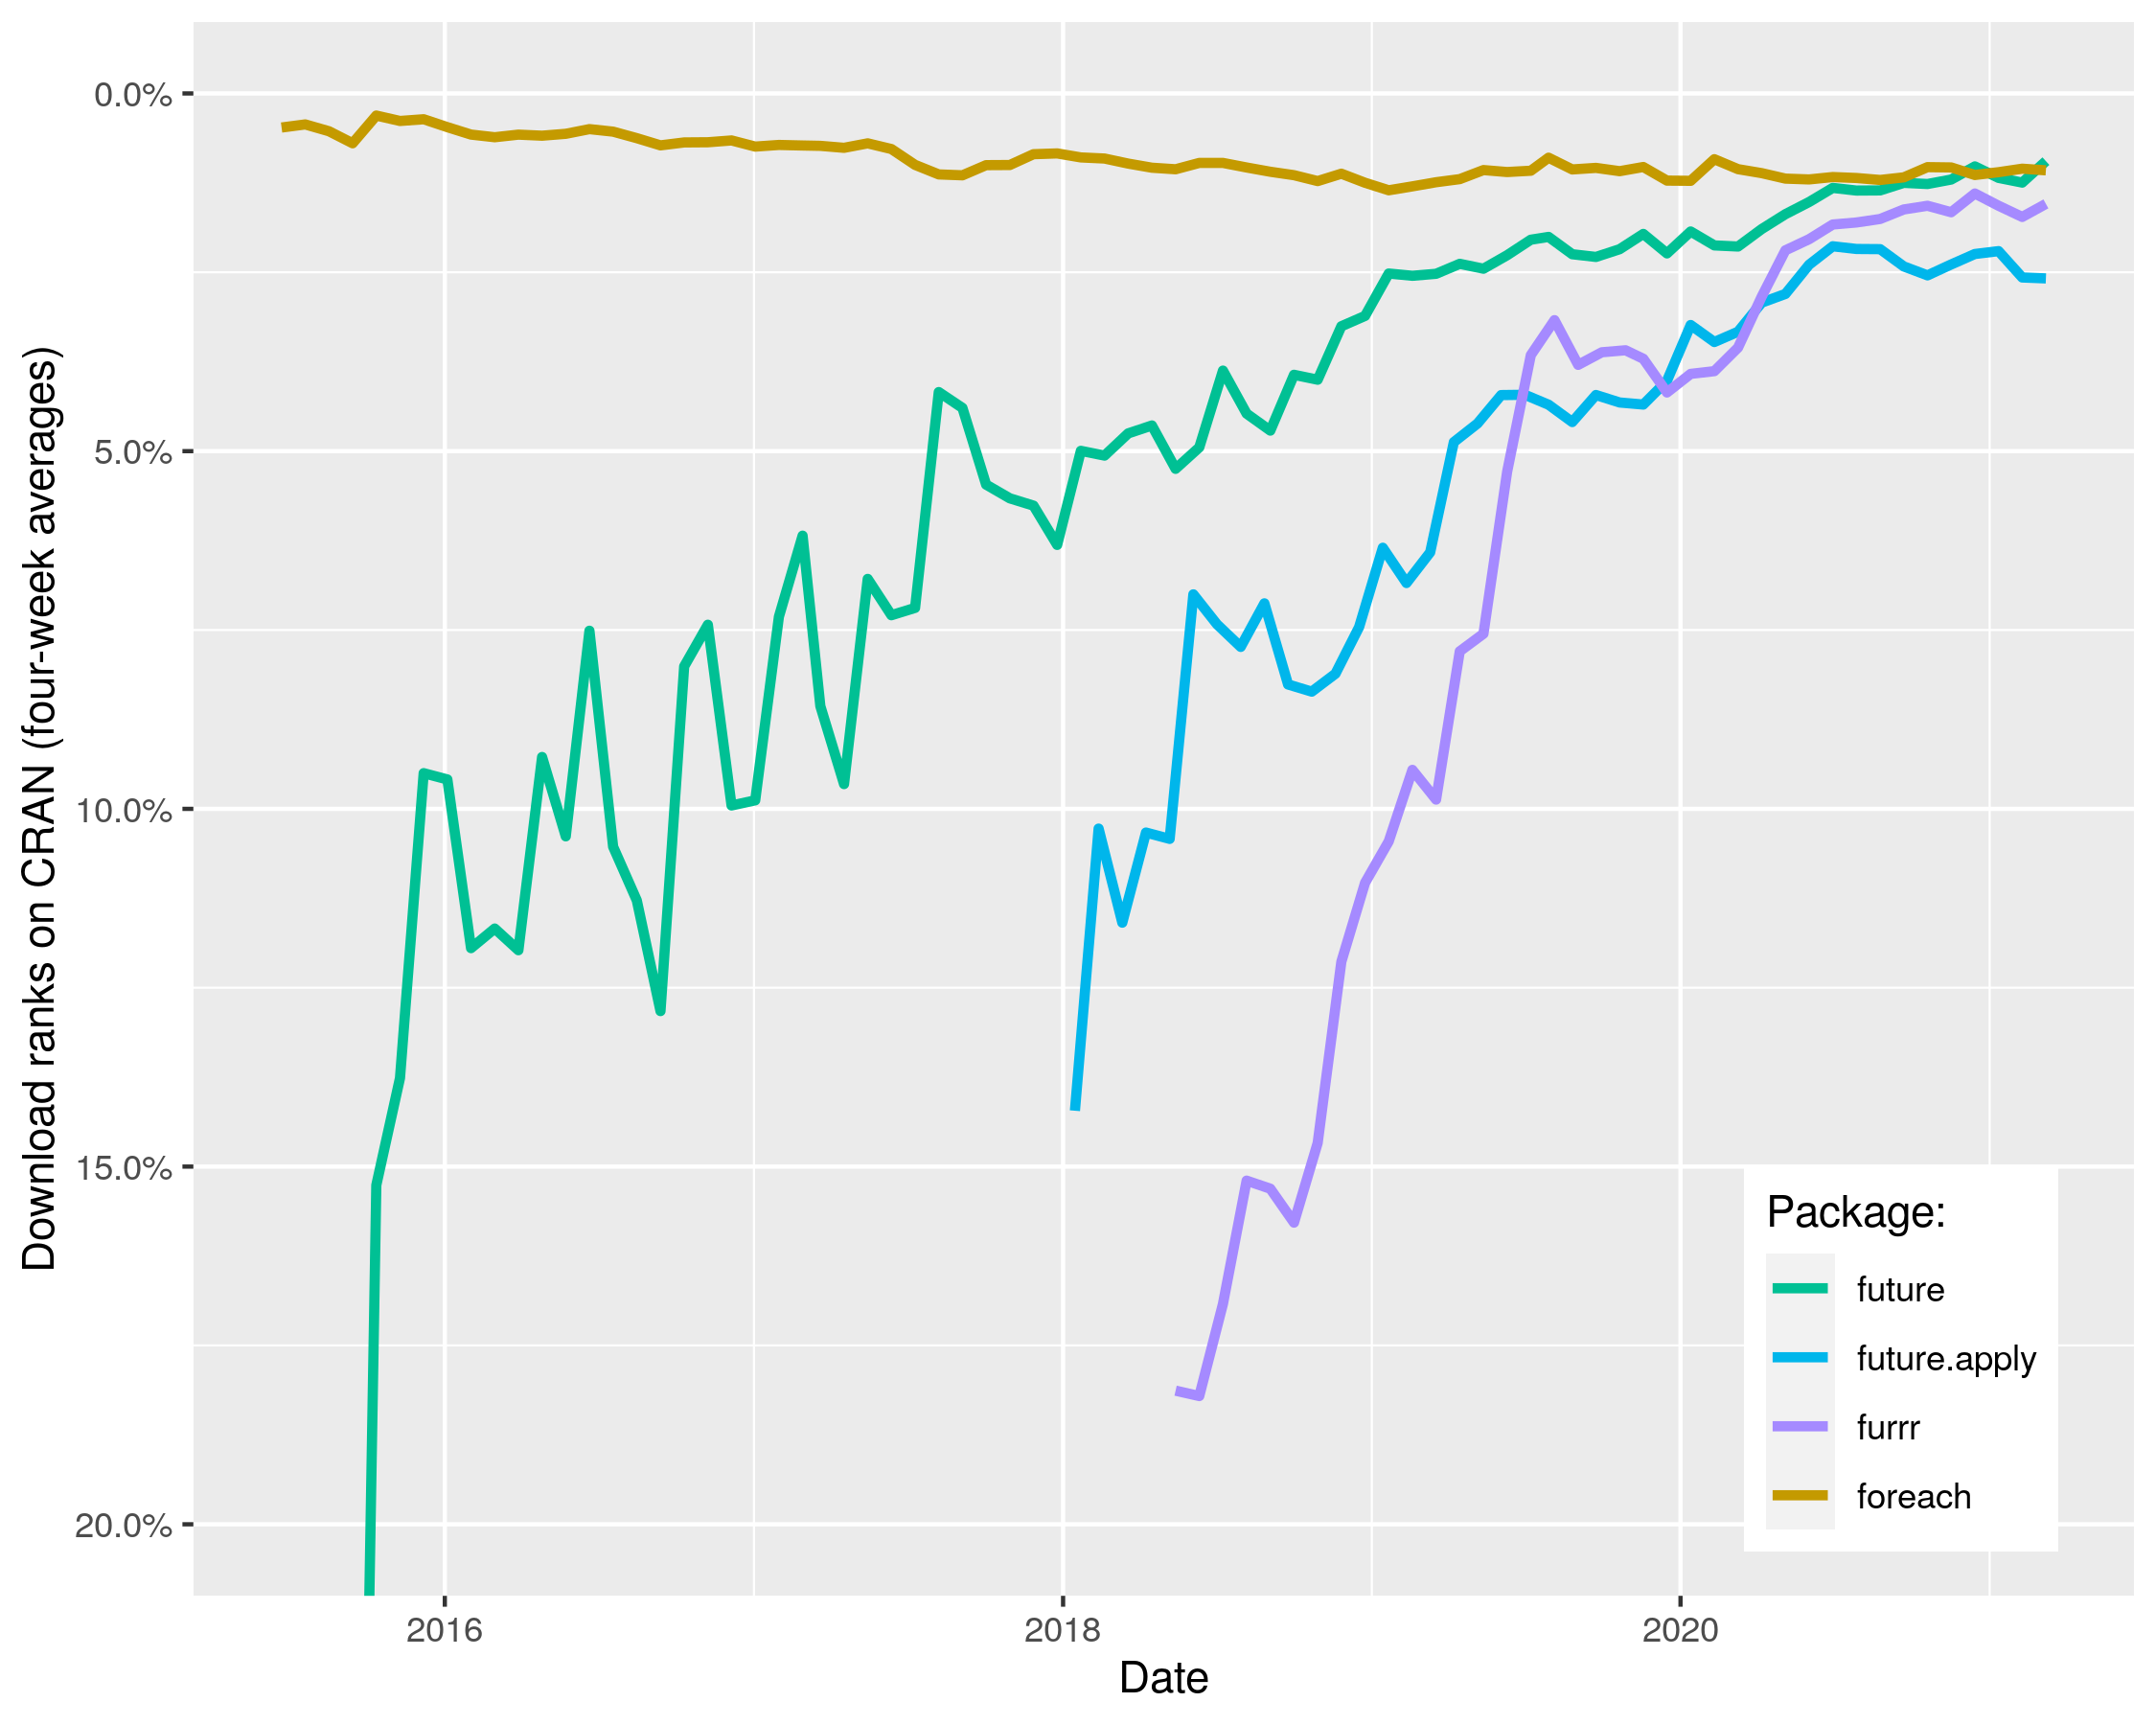 Download ranks on CRAN (four-week averages)
0.0%
5.0%
10.0%
15.0%
20.0%
2016
2018
2020
Date
Package:
future
future.apply
furrr
foreach